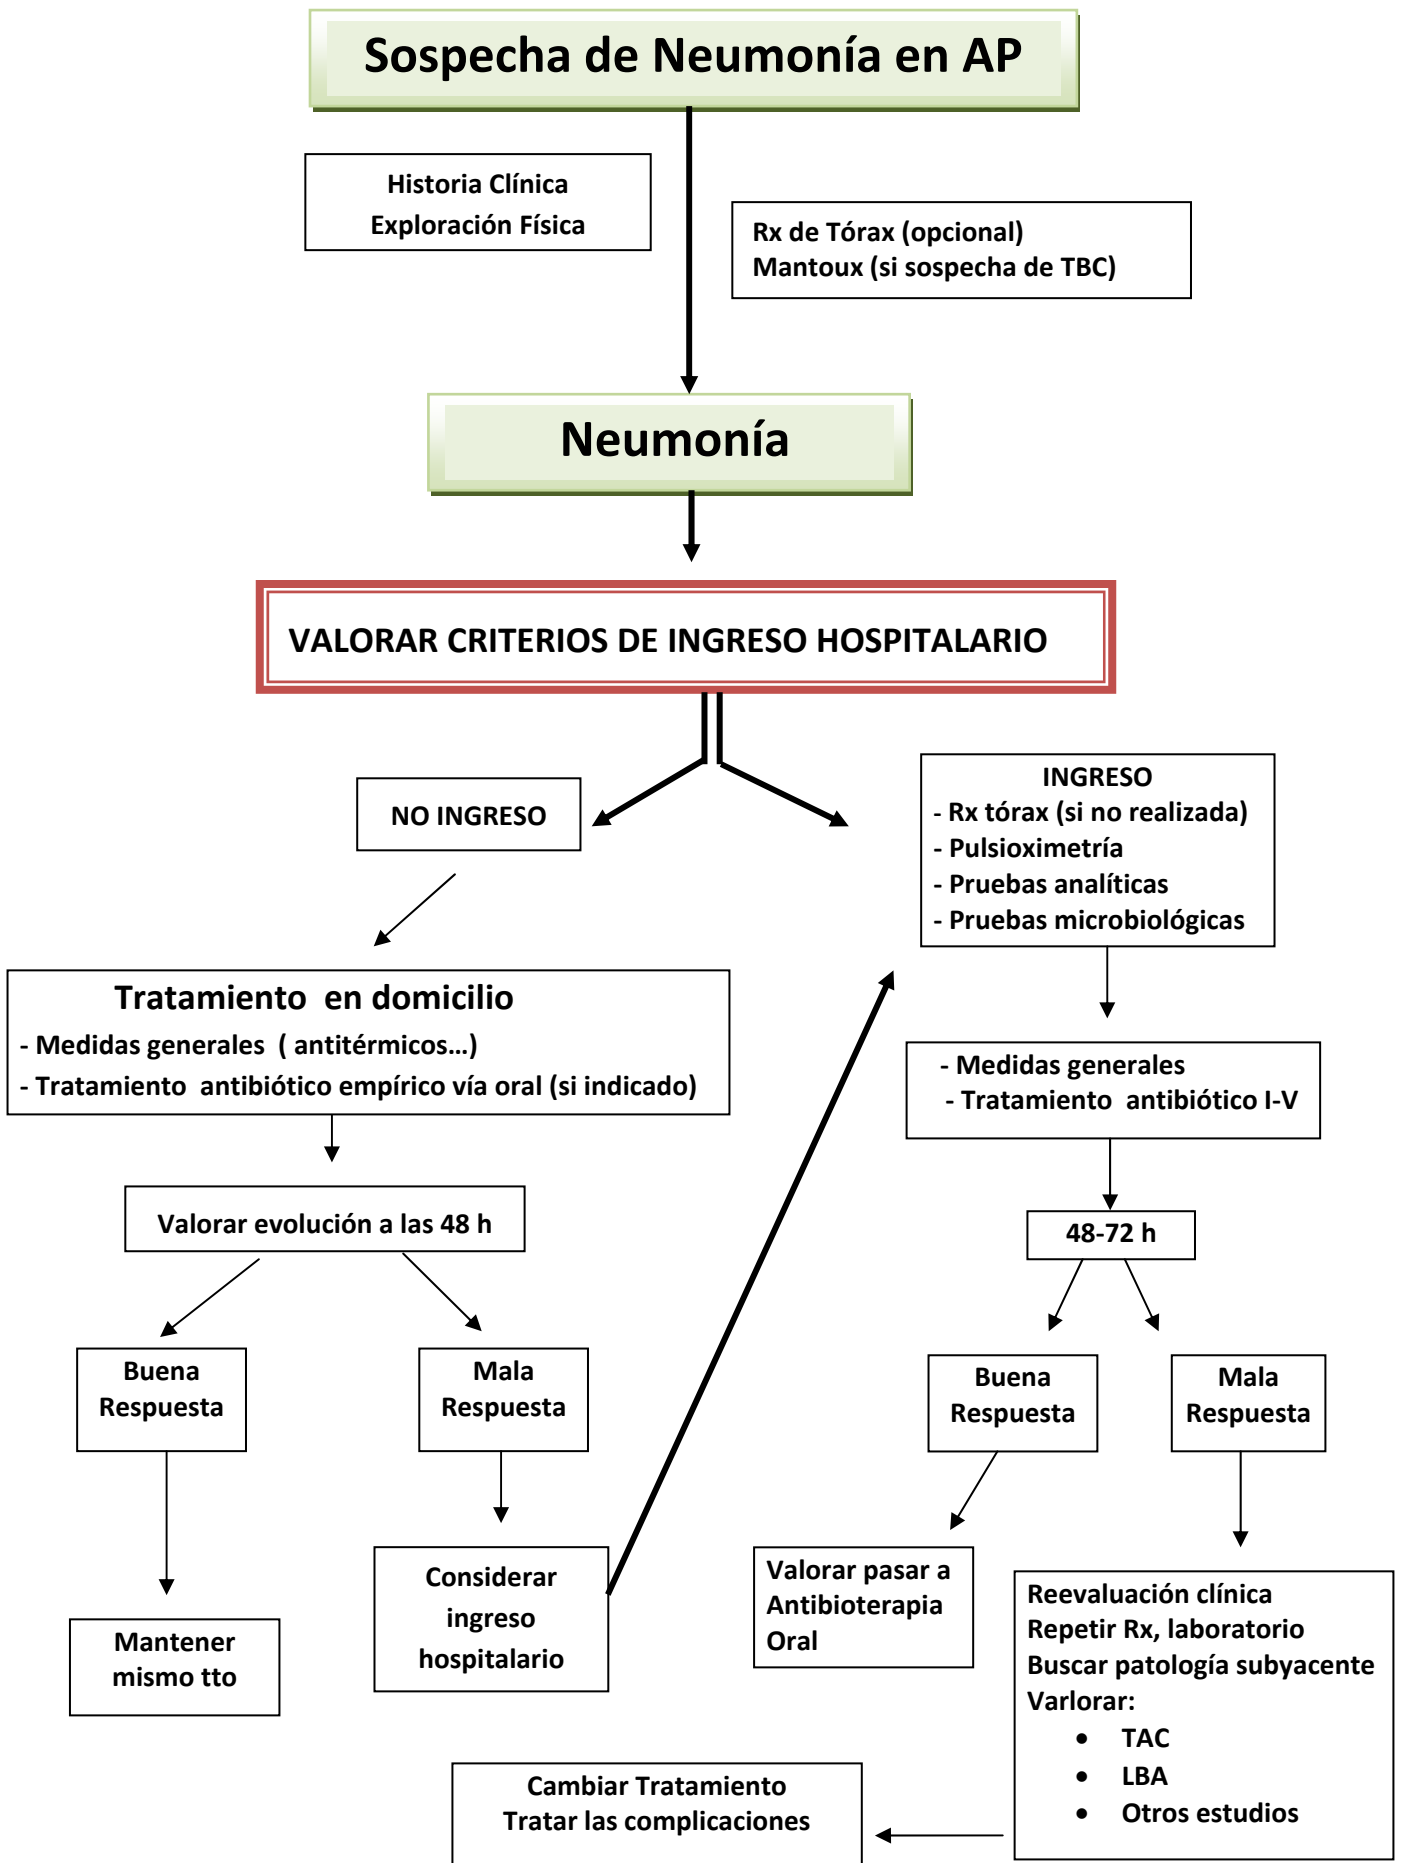 Sospecha de Neumonía en AP
Historia Clínica
Exploración Física
Rx de Tórax (opcional)
Mantoux (si sospecha de TBC)
Neumonía
VALORAR CRITERIOS DE INGRESO HOSPITALARIO
NO INGRESO
INGRESO
- Rx tórax (si no realizada)
- Pulsioximetría
- Pruebas analíticas
- Pruebas microbiológicas
Tratamiento en domicilio
- Medidas generales ( antitérmicos...)
- Tratamiento antibiótico empírico vía oral (si indicado)
- Medidas generales
- Tratamiento antibiótico I-V
Valorar evolución a las 48 h
48-72 h
Buena
Respuesta
Mala
Respuesta
Buena
Respuesta
Mala
Respuesta
Mantener
mismo tto
Considerar
ingreso
hospitalario
Valorar pasar a
Antibioterapia
Oral
Reevaluación clínica
Repetir Rx, laboratorio
Buscar patología subyacente
Varlorar:
• TAC
• LBA
• Otros estudios
Cambiar Tratamiento
Tratar las complicaciones